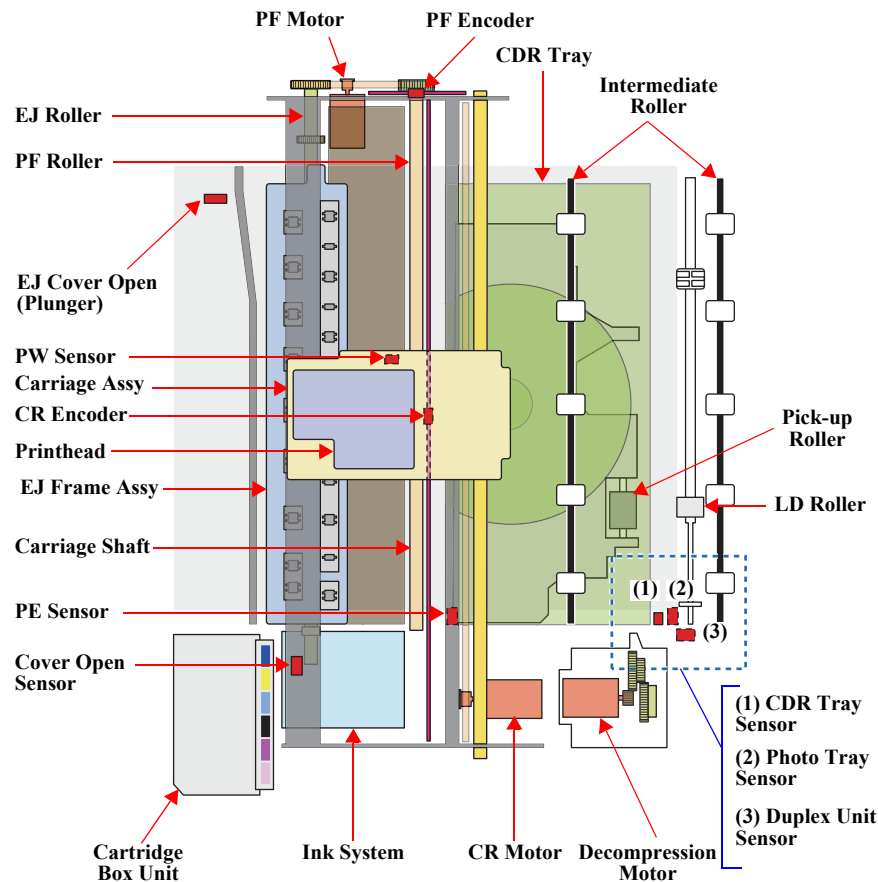 PF Motor
PF Encoder
CDR Tray
Intermediate
Roller
EJ Roller
PF Roller
EJ Cover Open
(Plunger)
PW Sensor
Carriage Assy
CR Encoder
Printhead
EJ Frame Assy
Carriage Shaft
PE Sensor
Cover Open
Sensor
Pick-up
Roller
LD Roller
(1)
(2)
(3)
(1) CDR Tray
Sensor
(2) Photo Tray
Sensor
(3) Duplex Unit
Sensor
Cartridge
Box Unit
Ink System
CR Motor
Decompression
Motor